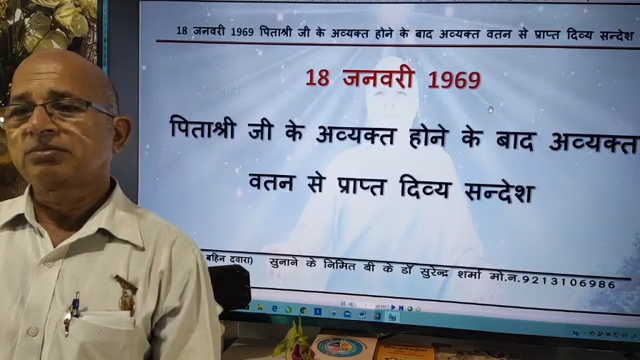 18 जनवरी 1969 पिताश्री जी के अव्यक्त होने के बाद अव्यक्त वतन से प्राप्त दिव्य सन्देश
18 जनवरी 1969
पिताश्री जी के अव्यक्त होने के बाद अव्यक्त
वतन से प्राप्त दिव्य सन्देश
बहिन दवारा) सुनाने के निमित बी के डॉ सुरेन्द्र शर्मा मो.न.9213106986